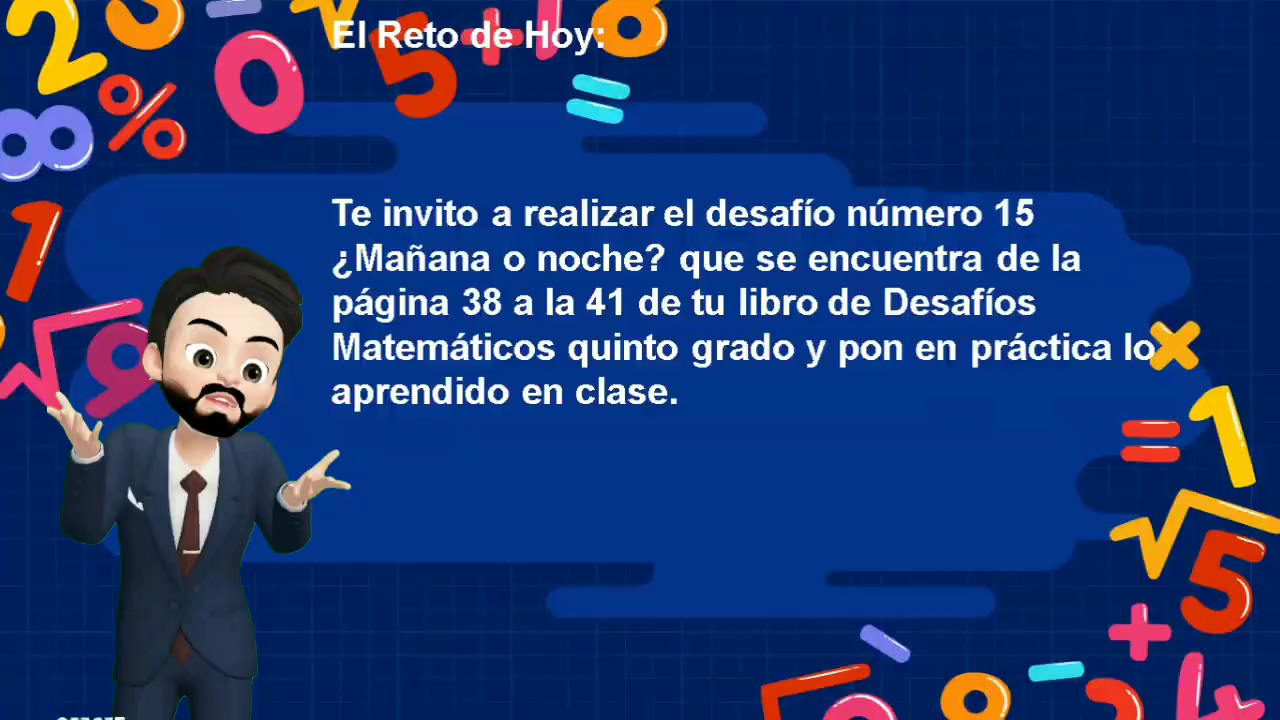 El Reto de Hoy:
Te invito a realizar el desafío número 15
¿Mañana o noche? que se encuentra de la
página 38 a la 41 de tu libro de Desafíos
Matemáticos quinto grado y pon en práctica lo
aprendido en clase.